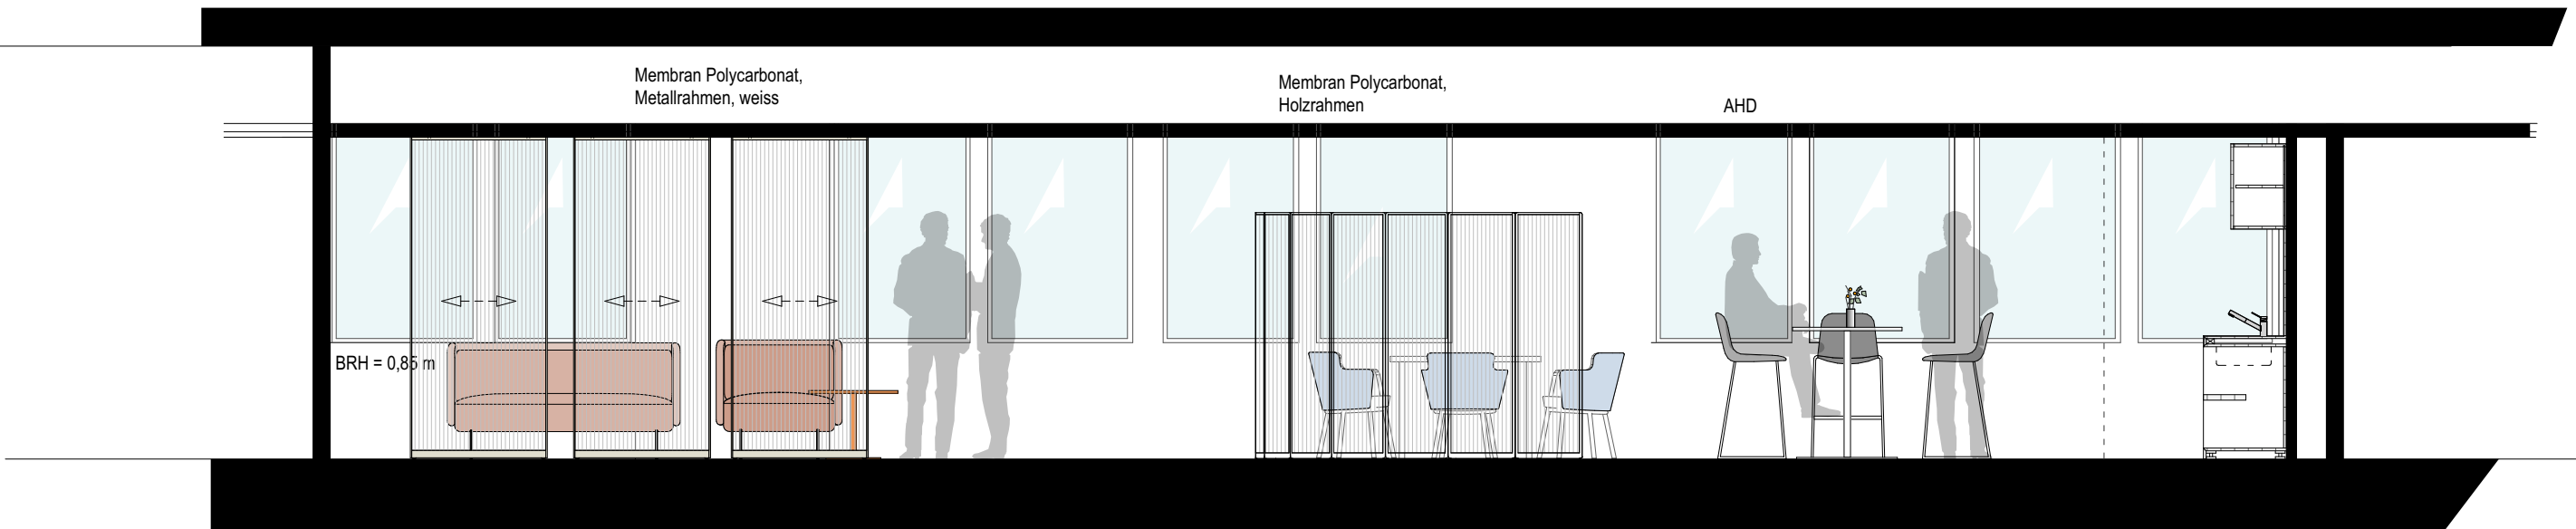 Membran Polycarbonat,
Metallrahmen, weiss
Membran Polycarbonat,
Holzrahmen
AHD
BRH = 0,85 m